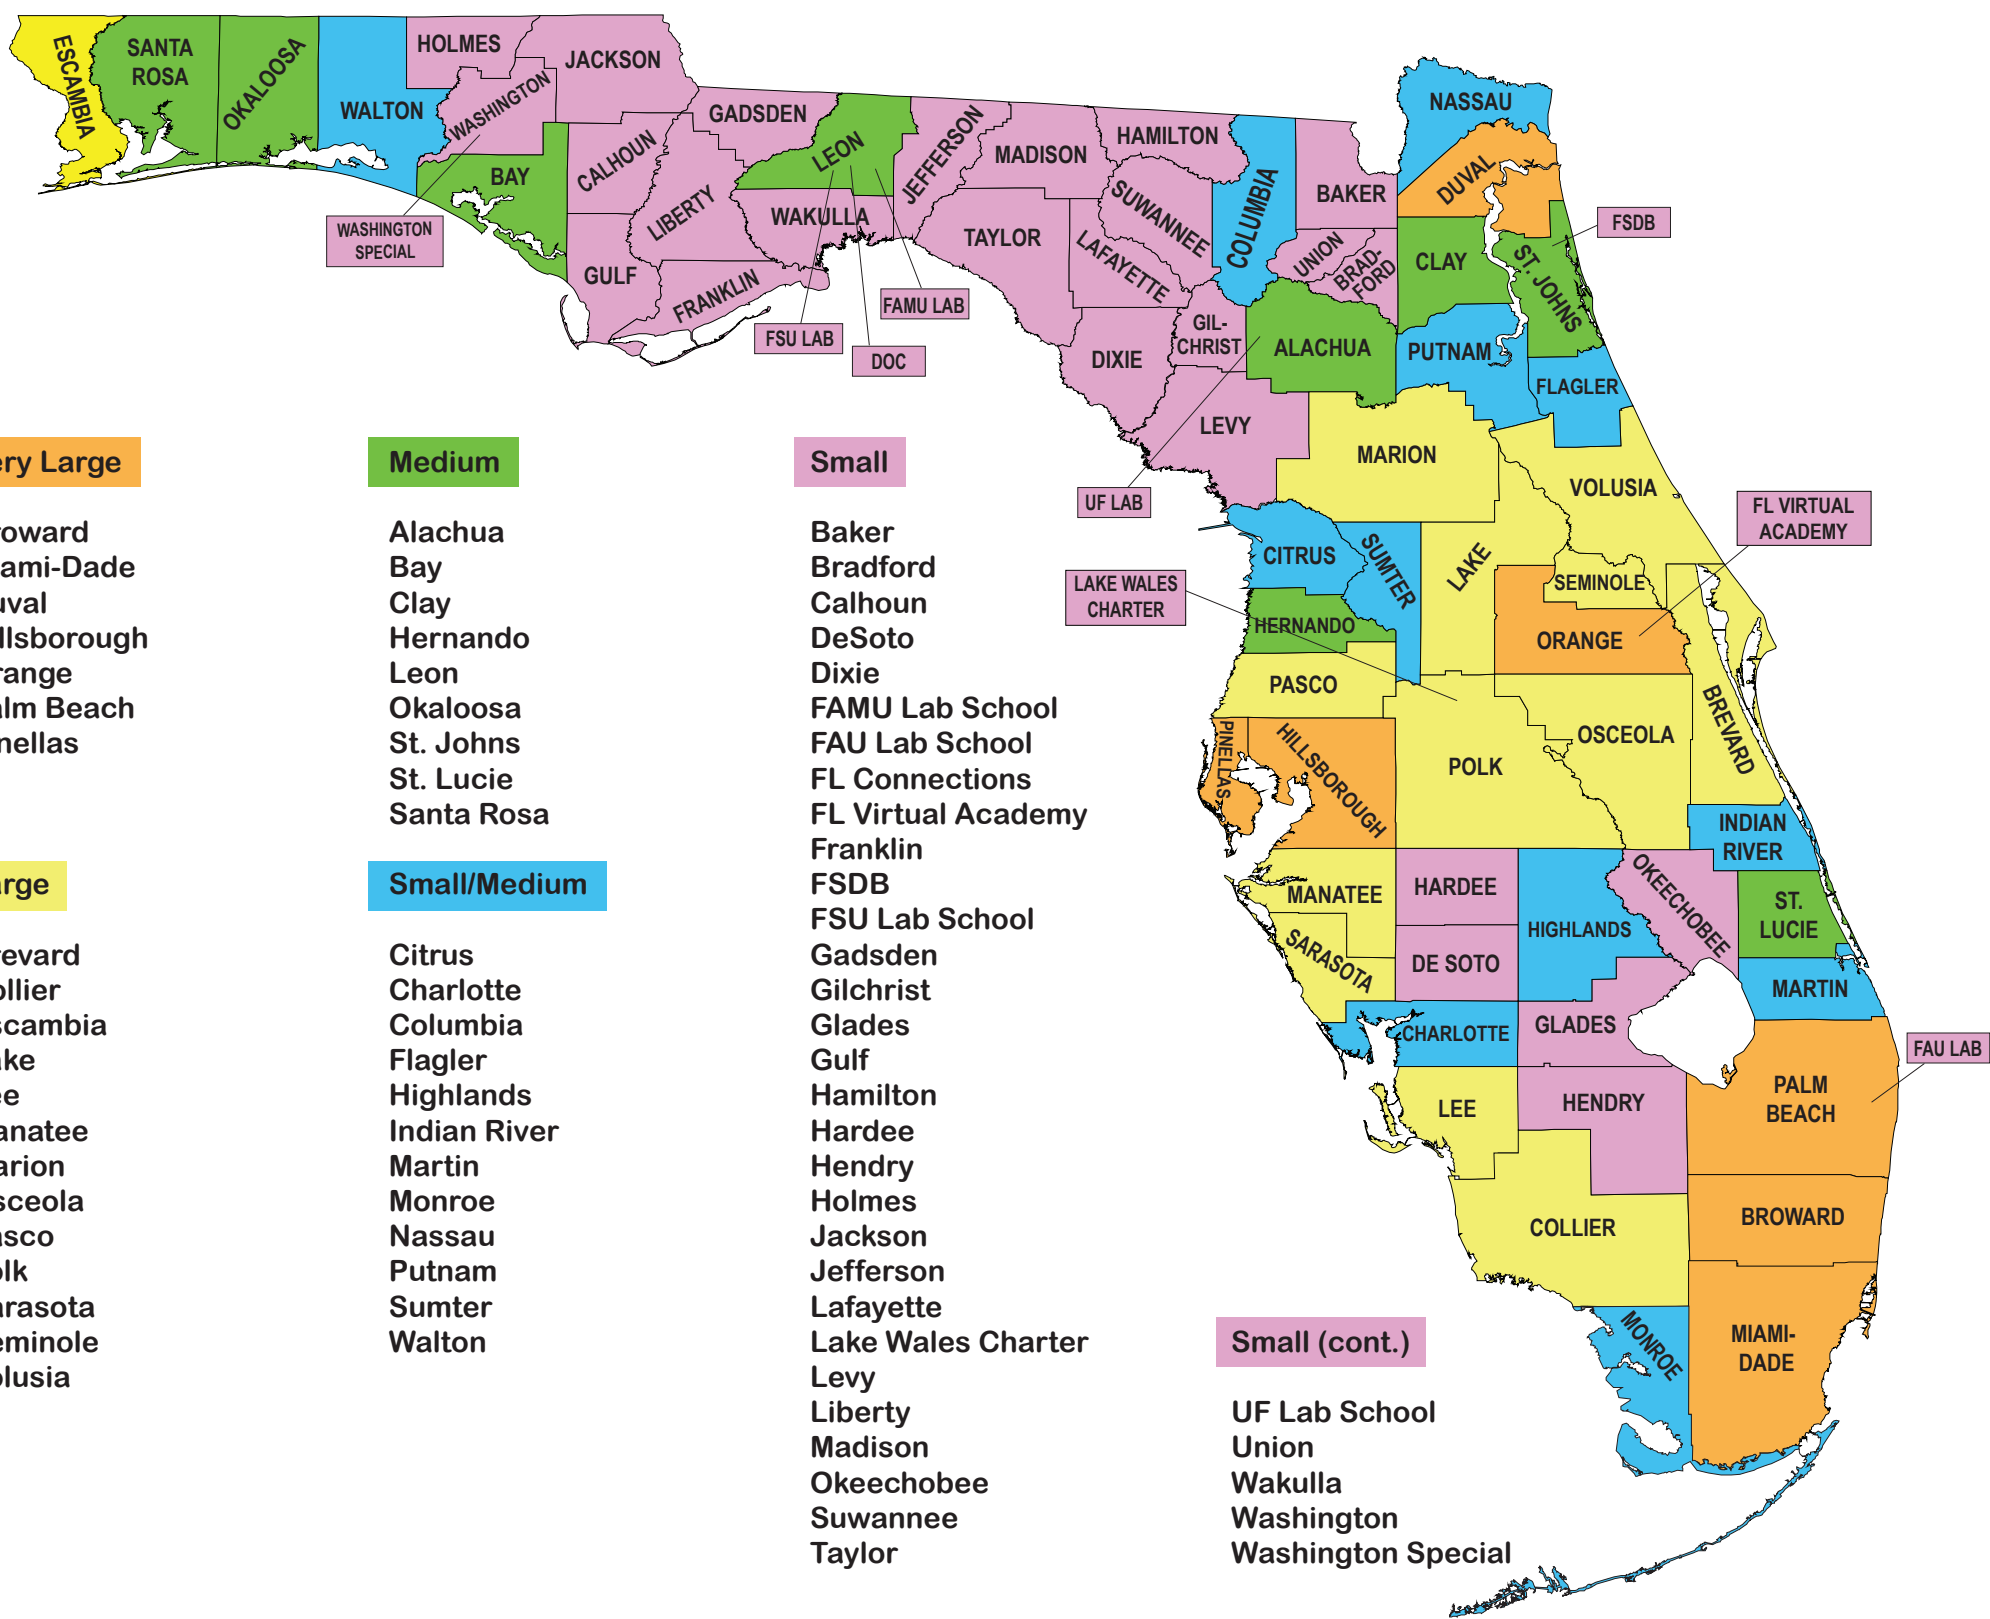 ESCAMBIA
SANTA
ROSA
OKALOOSA
WALTON
HOLMES
WASHINGTON
JACKSON
BAY
CALHOUN
GULF
LIBERTY
GADSDEN
FRANKLIN
LEON
WAKULLA
JEFFERSON
MADISON
TAYLOR
HAMILTON
SUWANNEE
LAFAYETTE
DIXIE
COLUMBIA
GIL-
CHRIST
BAKER
UNION
BRAD-
FORD
NASSAU
DUVAL
CLAY
ST. JOHNS
ALACHUA
PUTNAM
FLAGLER
LEVY
MARION
VOLUSIA
WASHINGTON
SPECIAL
FSU LAB
DOC
FAMU LAB
FSDB
UF LAB
FL VIRTUAL
ACADEMY
LAKE WALES
CHARTER
CITRUS
SUMTER
LAKE
SEMINOLE
HERNANDO
ORANGE
PASCO
PINELLAS
HILLSBOROUGH
POLK
OSCEOLA
BREVARD
INDIAN
RIVER
MANATEE
HARDEE
HIGHLANDS
OKEECHOBEE
ST.
LUCIE
SARASOTA
DE SOTO
MARTIN
CHARLOTTE
GLADES
FAU LAB
LEE
HENDRY
PALM
BEACH
COLLIER
BROWARD
MONROE
MIAMI-
DADE
ery Large
roward
ami-Dade
uval
llsborough
range
alm Beach
nellas
arge
revard
ollier
scambia
ake
ee
anatee
arion
sceola
asco
olk
arasota
eminole
olusia
Medium
Alachua
Bay
Clay
Hernando
Leon
Okaloosa
St. Johns
St. Lucie
Santa Rosa
Small/Medium
Citrus
Charlotte
Columbia
Flagler
Highlands
Indian River
Martin
Monroe
Nassau
Putnam
Sumter
Walton
Small
Baker
Bradford
Calhoun
DeSoto
Dixie
FAMU Lab School
FAU Lab School
FL Connections
FL Virtual Academy
Franklin
FSDB
FSU Lab School
Gadsden
Gilchrist
Glades
Gulf
Hamilton
Hardee
Hendry
Holmes
Jackson
Jefferson
Lafayette
Lake Wales Charter
Levy
Liberty
Madison
Okeechobee
Suwannee
Taylor
Small (cont.)
UF Lab School
Union
Wakulla
Washington
Washington Special